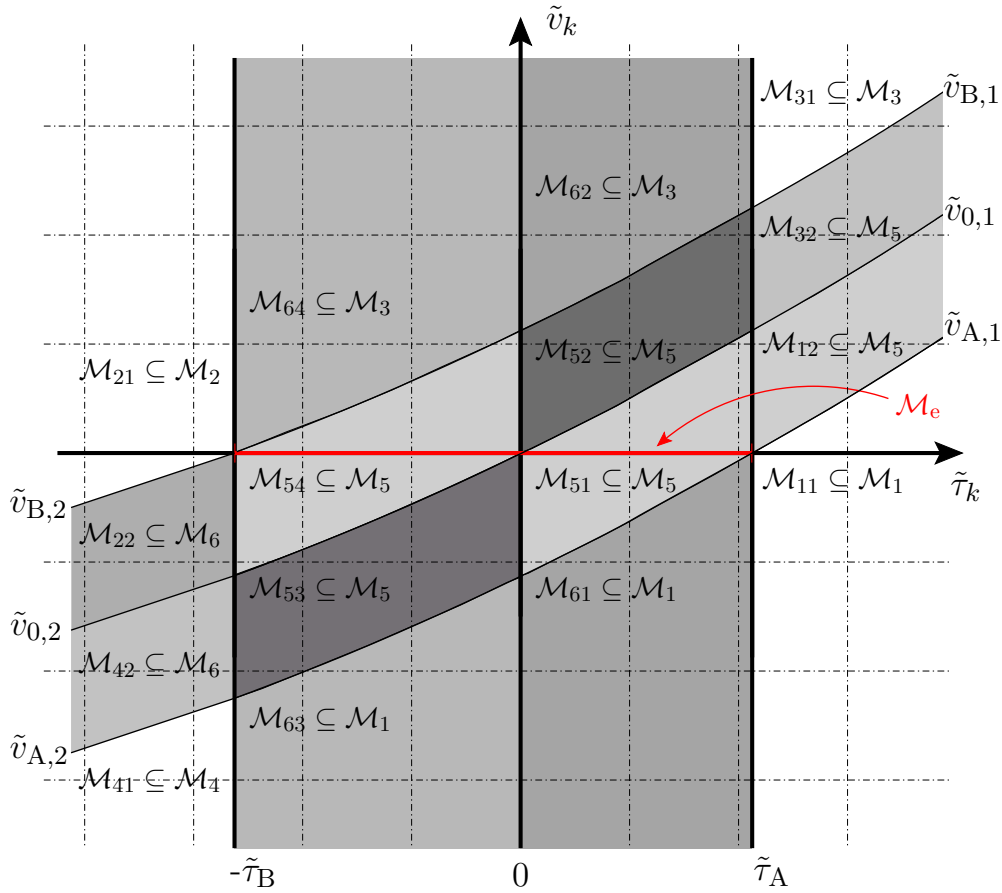 ṽ_k
ℳ_31 ⊆ ℳ_3
ṽ_B,1
ℳ_62 ⊆ ℳ_3
ṽ_0,1
ℳ_32 ⊆ ℳ_5
ℳ_64 ⊆ ℳ_3
ṽ_A,1
ℳ_52 ⊆ ℳ_5
ℳ_12 ⊆ ℳ_5
ℳ_21 ⊆ ℳ_2
ℳ_e
ℳ_54 ⊆ ℳ_5
ℳ_51 ⊆ ℳ_5
ℳ_11 ⊆ ℳ_1
τ̃_k
ṽ_B,2
ℳ_22 ⊆ ℳ_6
ℳ_53 ⊆ ℳ_5
ℳ_61 ⊆ ℳ_1
ṽ_0,2
ℳ_42 ⊆ ℳ_6
ℳ_63 ⊆ ℳ_1
ṽ_A,2
ℳ_41 ⊆ ℳ_4
-τ̃_B
0
τ̃_A